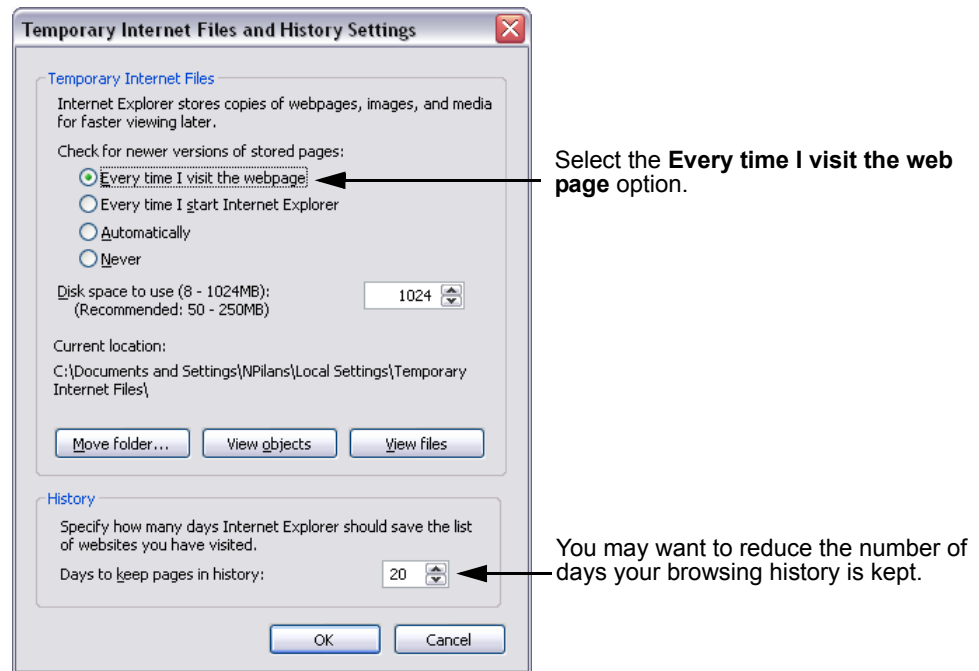 Temporary Internet Files and History Settings
Temporary Internet Files
Internet Explorer stores copies of webpages, images, and media
for faster viewing later.
Check for newer versions of stored pages:
Every time I visit the webpage
Every time I start Internet Explorer
Automatically
Never
Select the Every time I visit the web
page option.
Disk space to use (8 - 1024MB):
(Recommended: 50 - 250MB)
1024
Current location:
C:\Documents and Settings\NPilans\Local Settings\Temporary
Internet Files\
Move folder... View objects View files
History
Specify how many days Internet Explorer should save the list
of websites you have visited.
Days to keep pages in history: 20
You may want to reduce the number of
days your browsing history is kept.
OK Cancel